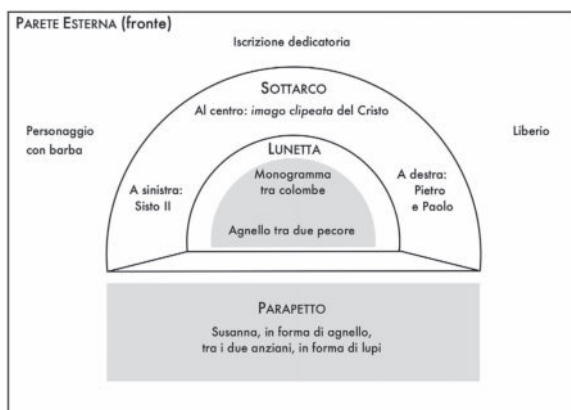 PARETE ESTERNA (fronte)
Iscrizione dedicatoria
SOTTARCO
Al centro: imago clipeata del Cristo
Personaggio
con barba
Liberio
LUNETTA
Monogramma
tra colombe
A sinistra:
Sisto II
A destra:
Pietro
e Paolo
Agnello tra due pecore
PARAPETTO
Susanna, in forma di agnello,
tra i due anziani, in forma di lupi